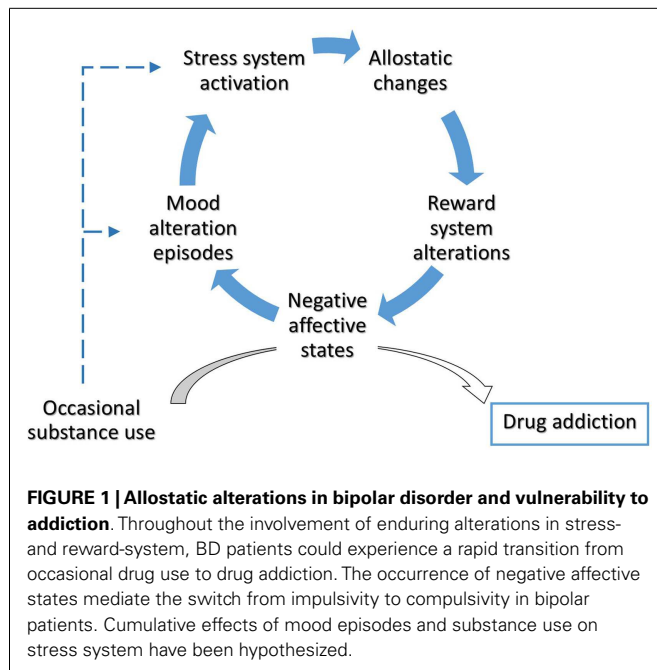 Stress system
activation
Allostatic
changes
Mood
alteration
episodes
Reward
system
alterations
Negative
affective
states
Occasional
substance use
Drug addiction
FIGURE 1 | Allostatic alterations in bipolar disorder and vulnerability to
addiction. Throughout the involvement of enduring alterations in stress-
and reward-system, BD patients could experience a rapid transition from
occasional drug use to drug addiction. The occurrence of negative affective
states mediate the switch from impulsivity to compulsivity in bipolar
patients. Cumulative effects of mood episodes and substance use on
stress system have been hypothesized.